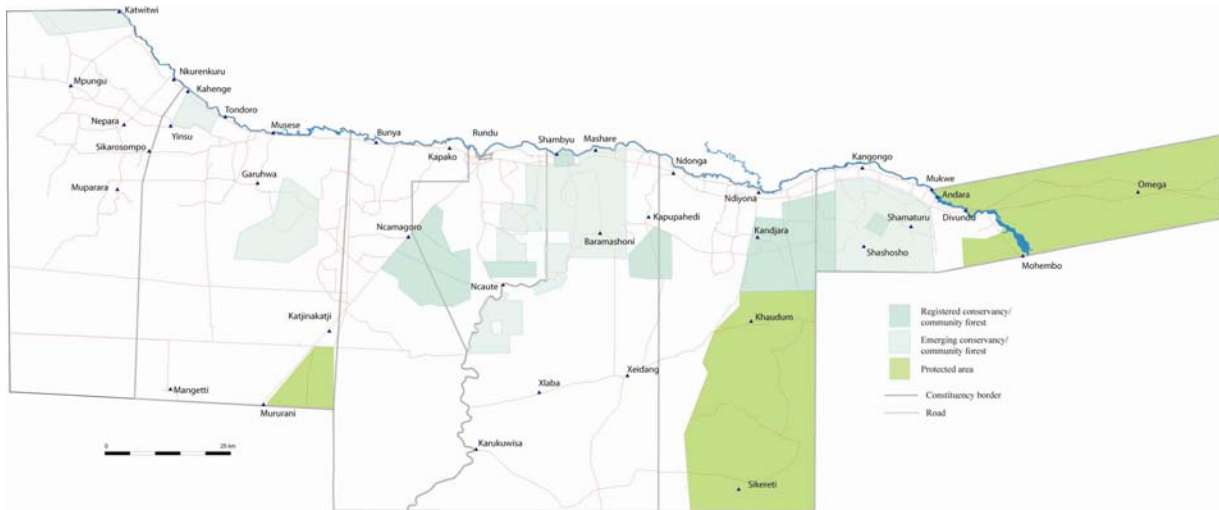 Katwitwi
Nkurenkuru
Mpungu
Kahenge
Tondoro
Nepara
Yinsu
Musese
Sikarosompo
Bunya
Rundu
Kapako
Shambyu
Mashare
Ndonga
Kangongo
Mukwe
Andara
Omega
Muparara
Garuhwa
Ndiyona
Divundu
Kapupahedi
Ncamagoro
Baramashoni
Kandjara
Shamaturu
Shashosho
Mohembo
Ncaute
Katjinakatji
Khaudum
Registered conservancy/
community forest
Emerging conservancy/
community forest
Protected area
Constituency border
Road
Mangetti
Mururani
Xlaba
Xeidang
Karukuwisa
Sikereti
0 25 km